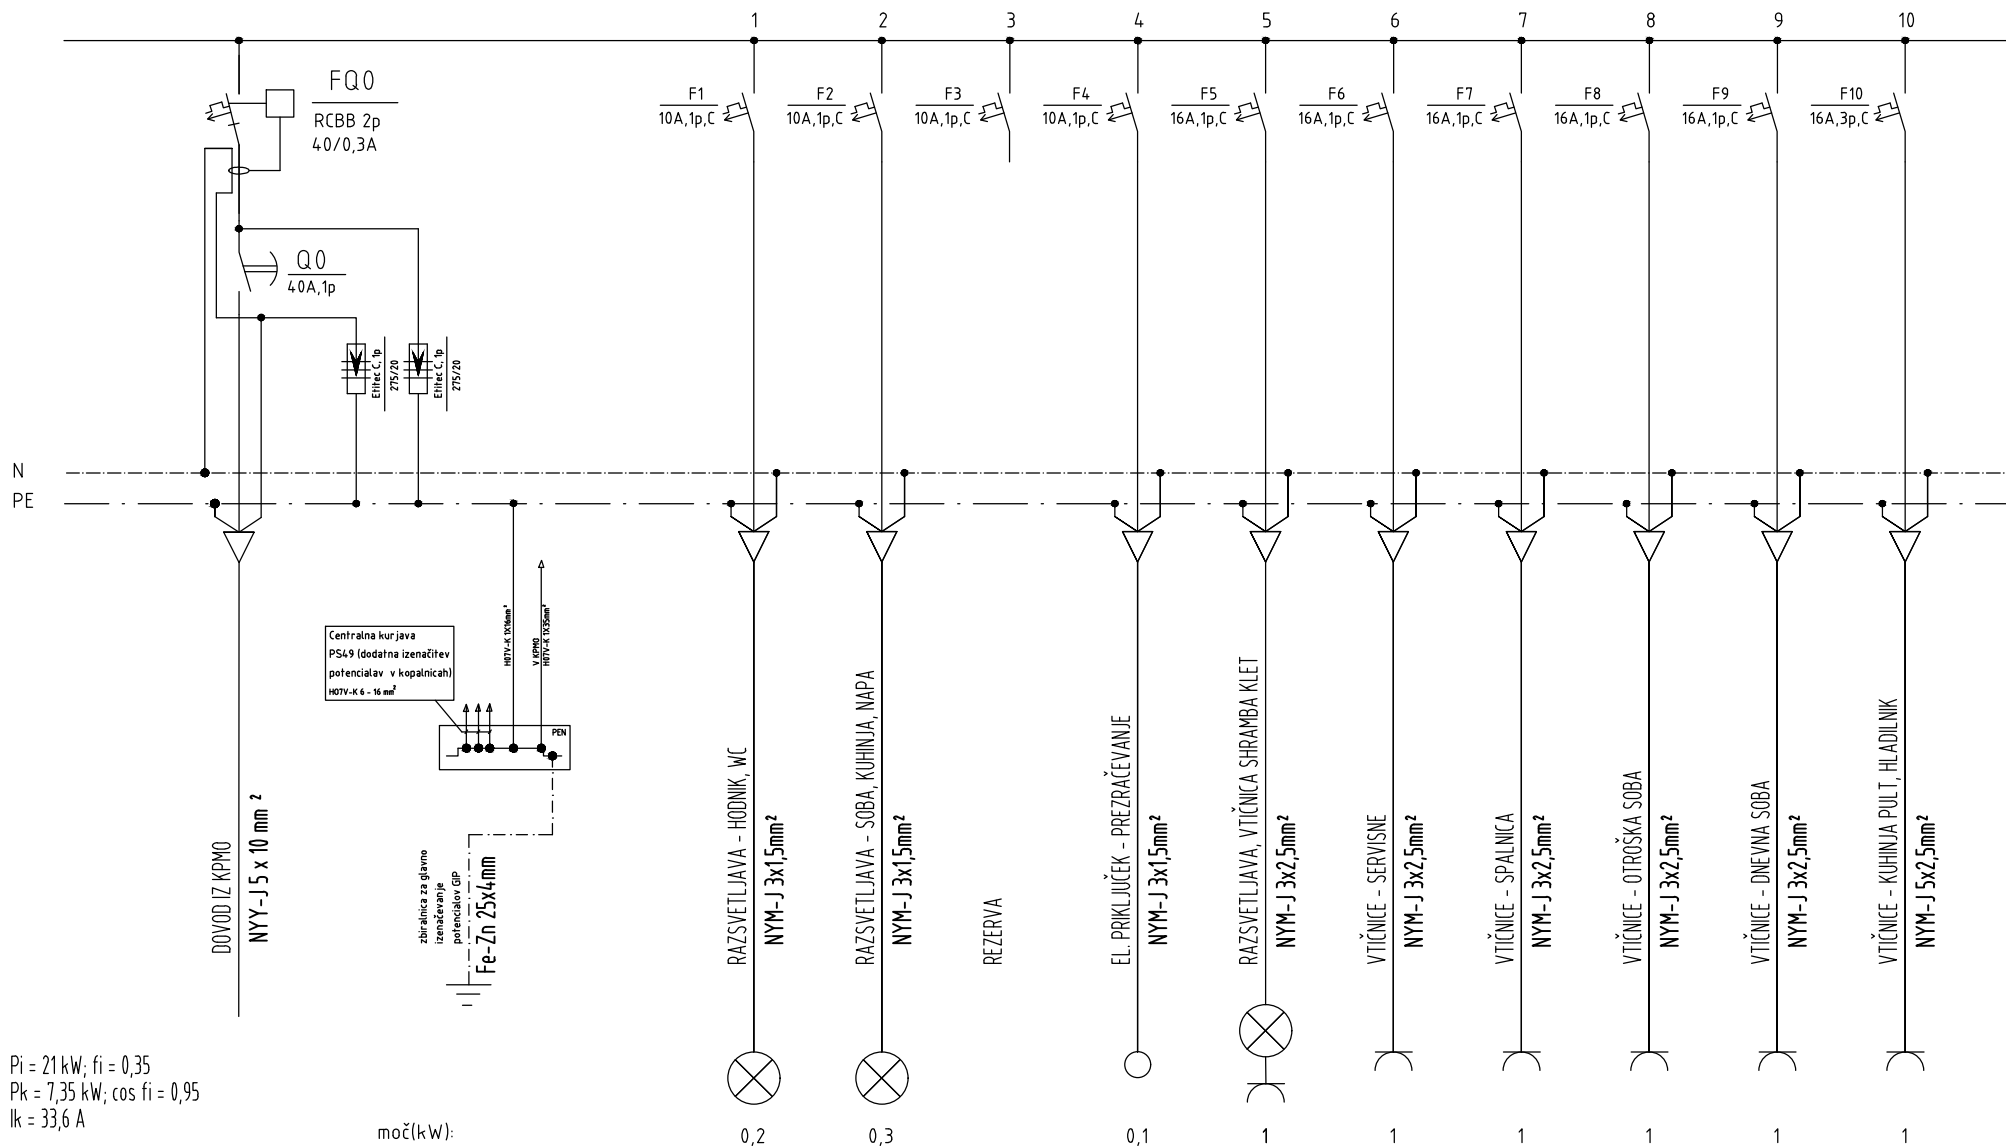 1 2 3 4 5 6 7 8 9 10
FQ0
RCBB 2p
40/0,3A
F1
10A,1p,C
F2
10A,1p,C
F3
10A,1p,C
F4
10A,1p,C
F5
16A,1p,C
F6
16A,1p,C
F7
16A,1p,C
F8
16A,1p,C
F9
16A,1p,C
F10
16A,3p,C
Q0
40A,1p
Etitec C, 1p
275/20
Etitec C, 1p
275/20
N
PE
Centralna kurjava
PS49 (dodatna izenačitev
potencialav v kopalnicah)
H07V-K 6 - 16 mm²
H07V-K 1X16mm²
V KPMO
H07V-K 1X35mm²
PEN
DOVOD IZ KPMO
NYY-J 5 x 10 mm²
zbiralnica za glavno
izenačevanje
potencialov GIP
Fe-Zn 25x4mm
RAZSVETLJAVA - HODNIK, WC
NYM-J 3x1,5mm²
RAZSVETLJAVA - SOBA, KUHINJA, NAPA
NYM-J 3x1,5mm²
REZERVA
EL. PRIKLJUČEK - PREZRAČEVANJE
NYM-J 3x1,5mm²
RAZSVETLJAVA, VTIČNICA SHRAMBA KLET
NYM-J 3x2,5mm²
VTIČNICE - SERVISNE
NYM-J 3x2,5mm²
VTIČNICE - SPALNICA
NYM-J 3x2,5mm²
VTIČNICE - OTROŠKA SOBA
NYM-J 3x2,5mm²
VTIČNICE - DNEVNA SOBA
NYM-J 3x2,5mm²
VTIČNICE - KUHINJA PULT, HLADILNIK
NYM-J 5x2,5mm²
Pi = 21 kW; fi = 0,35
Pk = 7,35 kW; cos fi = 0,95
Ik = 33,6 A
moč(kW): 0,2 0,3 0,1 1 1 1 1 1 1